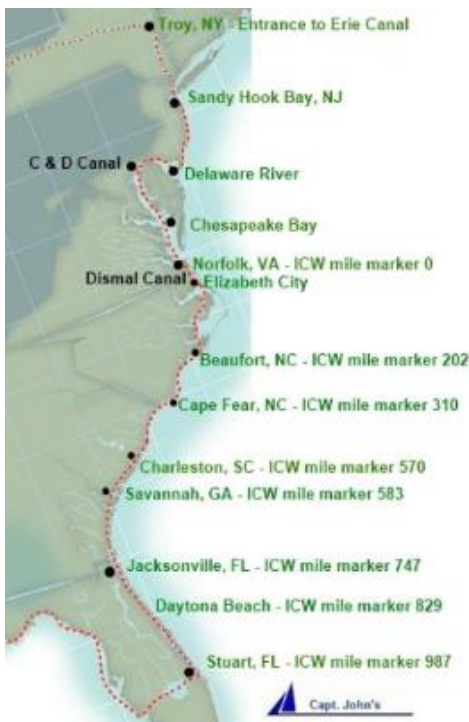 Troy, NY - Entrance to Erie Canal
Sandy Hook Bay, NJ
C & D Canal
Delaware River
Chesapeake Bay
Norfolk, VA - ICW mile marker 0
Dismal Canal
Elizabeth City
Beaufort, NC - ICW mile marker 202
Cape Fear, NC - ICW mile marker 310
Charleston, SC - ICW mile marker 570
Savannah, GA - ICW mile marker 583
Jacksonville, FL - ICW mile marker 747
Daytona Beach - ICW mile marker 829
Stuart, FL - ICW mile marker 987
Capt. John's